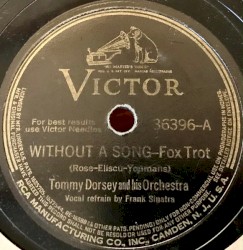 VICTOR
For best results
use Victor Needles
36396-A
WITHOUT A SONG-Fox Trot
(Rose-Eliscu-Youmans)
Tommy Dorsey and his Orchestra
Vocal refrain by Frank Sinatra
RCA MANUFACTURING CO., INC., CAMDEN, N.J., U.S.A.